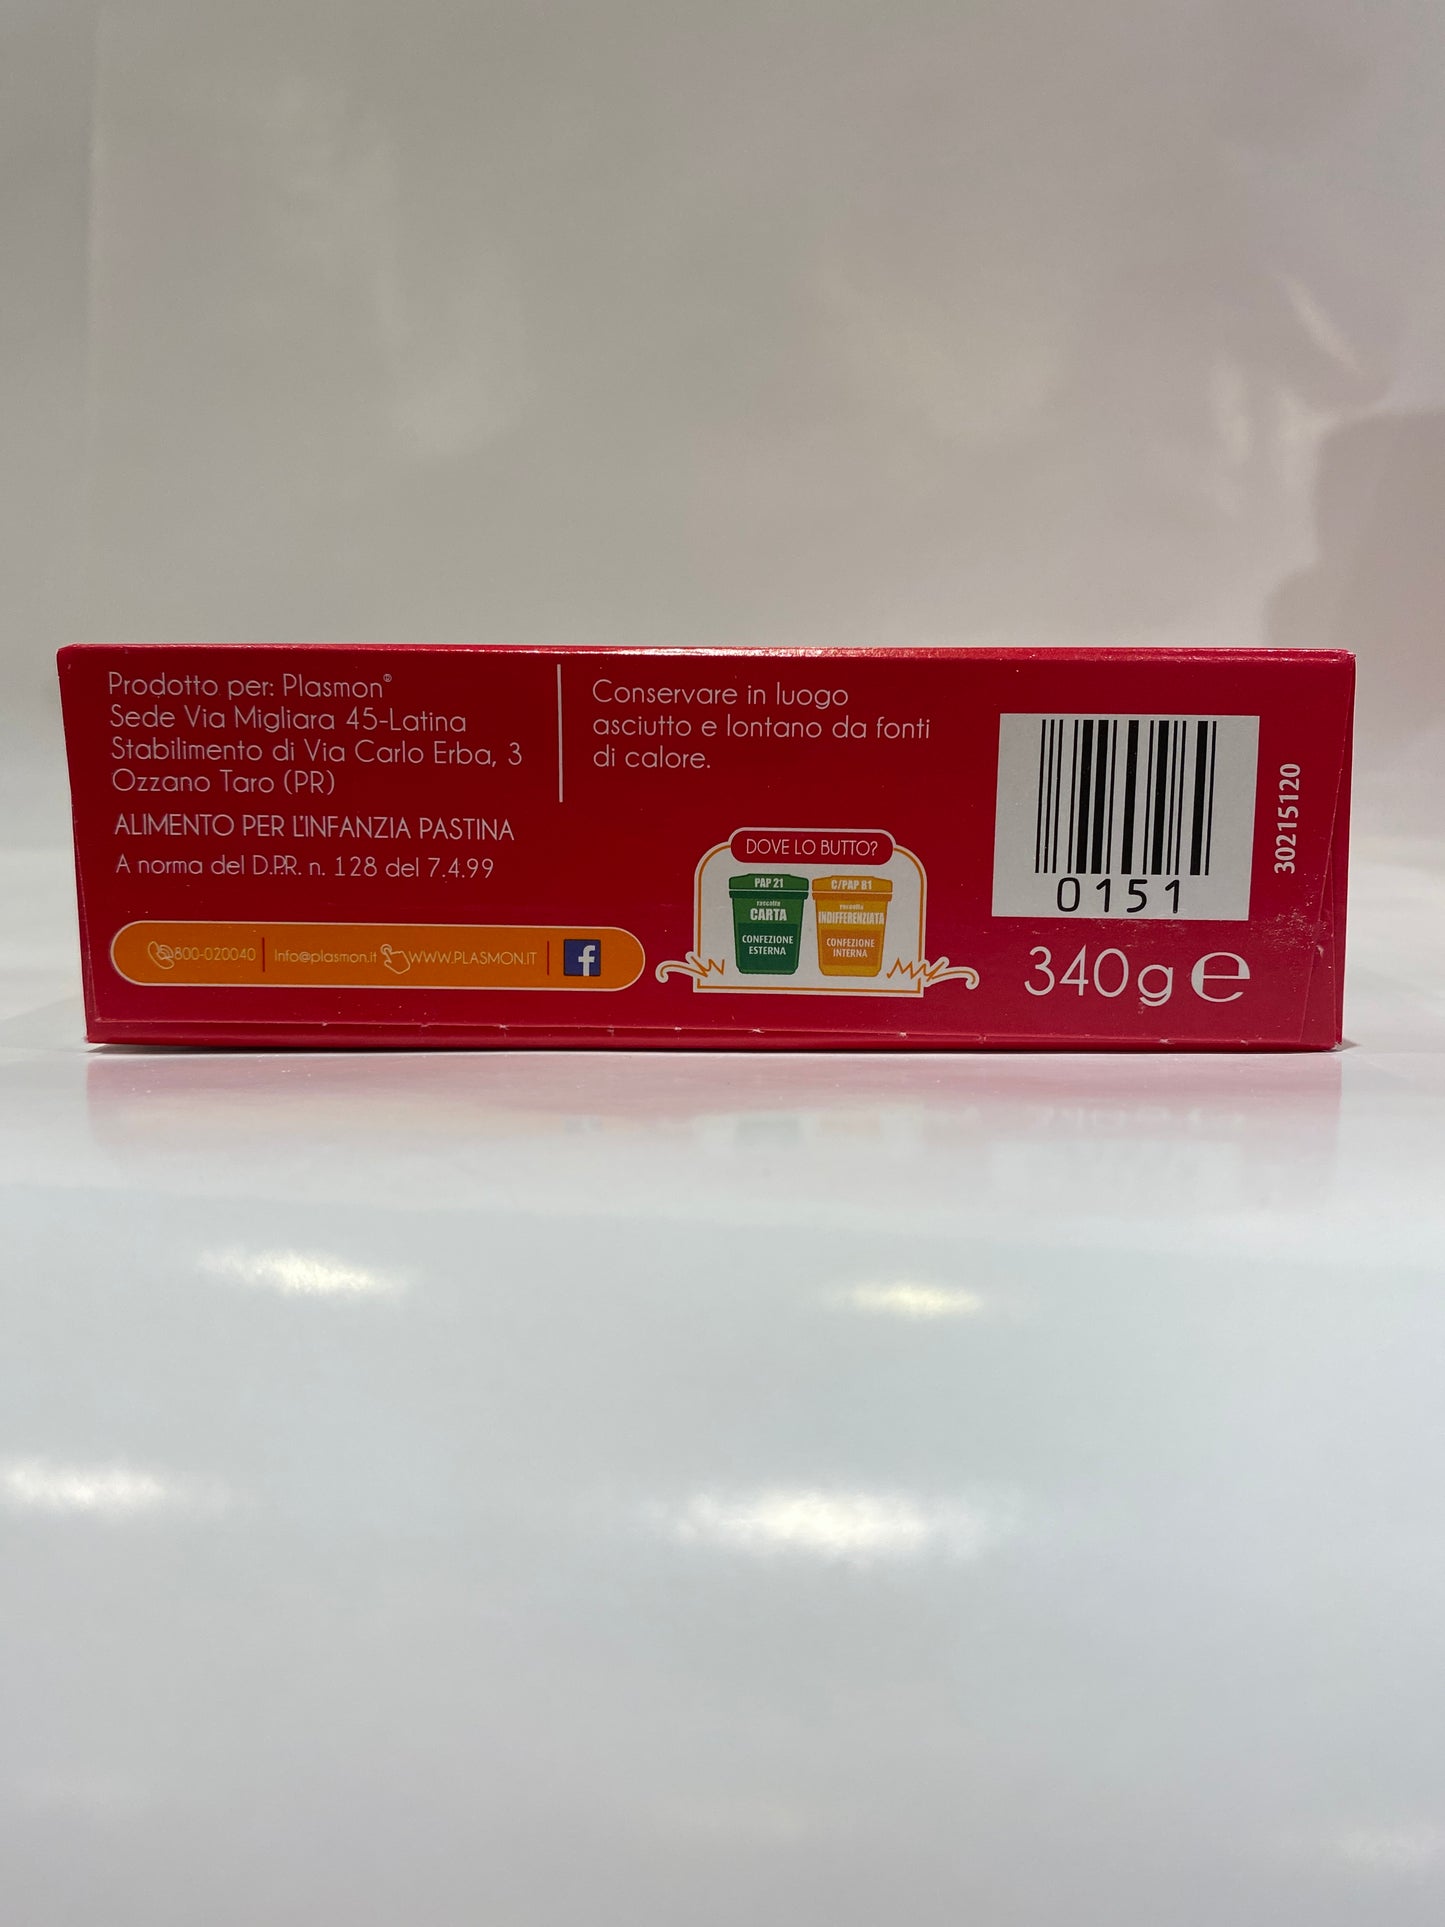 Prodotto per: Plasmon®
Sede Via Migliara 45-Latina
Stabilimento di Via Carlo Erba, 3
Ozzano Taro (PR)
ALIMENTO PER L'INFANZIA PASTINA
A norma del D.P.R. n. 128 del 7.4.99
800-020040
Info@plasmon.it
WWW.PLASMON.IT
f
Conservare in luogo
asciutto e lontano da fonti
di calore.
DOVE LO BUTTO?
PAP 21
raccolta
CARTA
CONFEZIONE
ESTERNA
C/PAP 81
raccolta
INDIFFERENZIATA
CONFEZIONE
INTERNA
0151
30215120
340g e